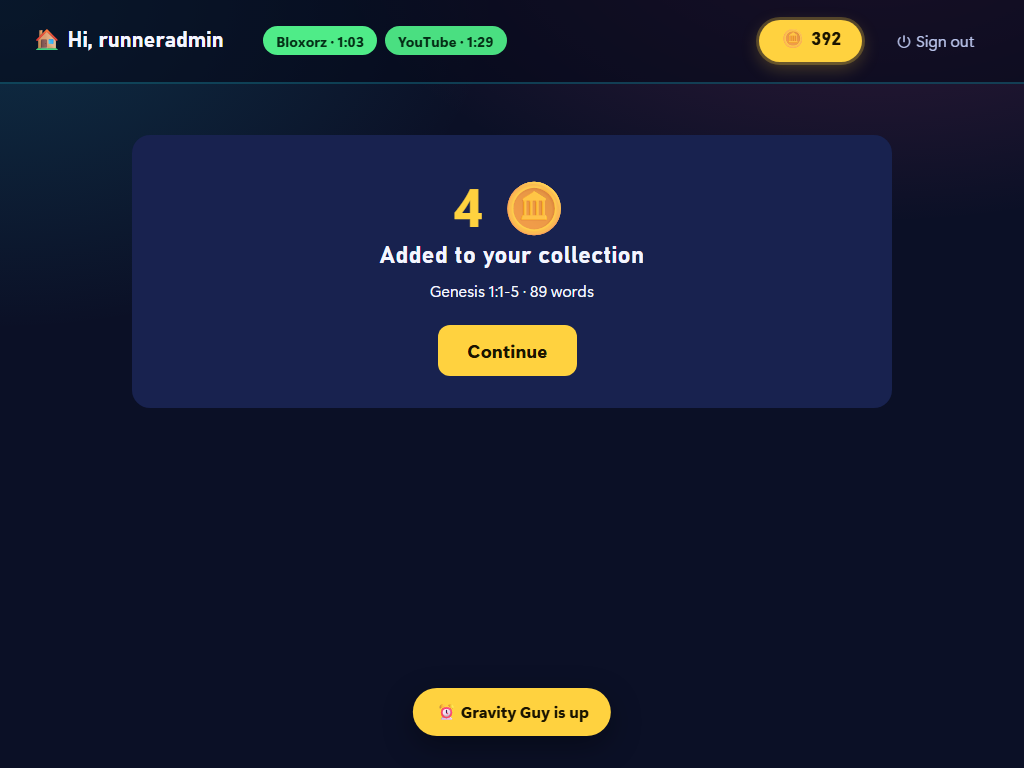 Hi, runneradmin
Bloxorz · 1:03
YouTube · 1:29
392
Sign out
4
Added to your collection
Genesis 1:1-5 · 89 words
Continue
Gravity Guy is up